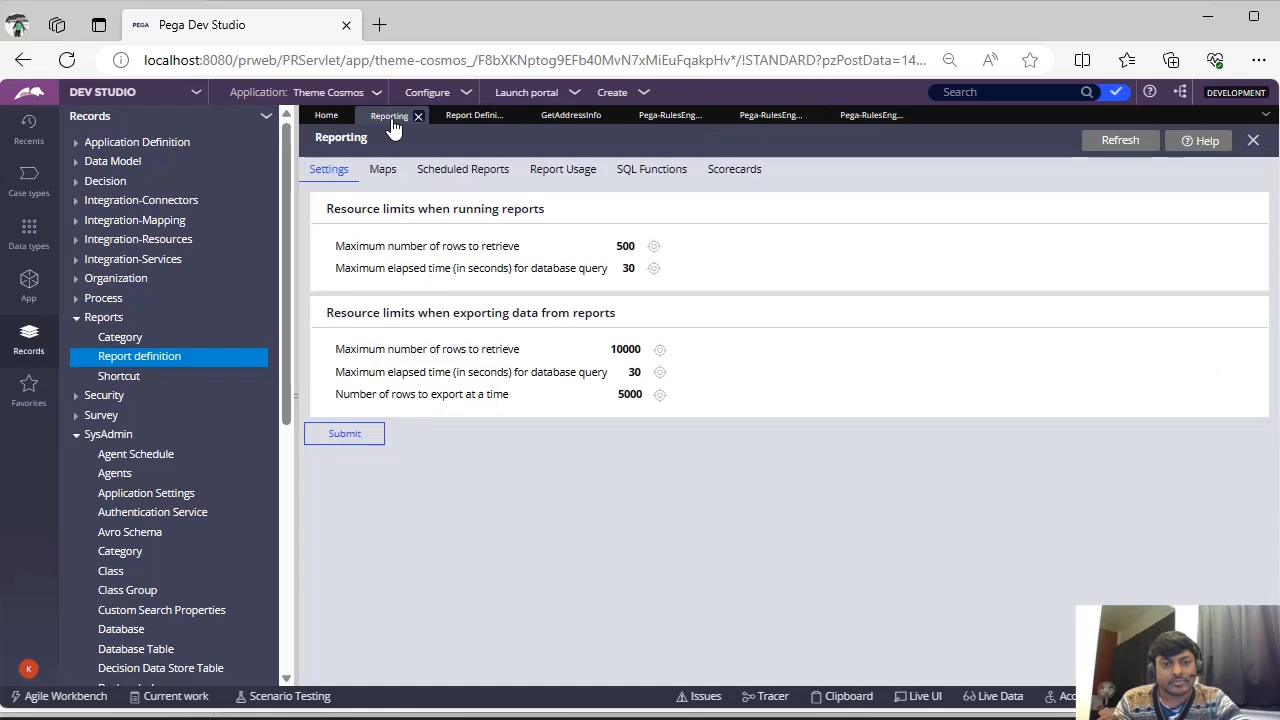 PEGA Pega Dev Studio
localhost:8080/prweb/PRServlet/app/theme-cosmos_/F8bXKNptog9EFb40MvN7xMiEuFqakpHv*/!STANDARD?pzPostData=14...
DEV STUDIO
Application: Theme Cosmos
Configure
Launch portal
Create
Search
DEVELOPMENT
Recents
Case types
Data types
App
Records
Favorites
K
Records
Application Definition
Data Model
Decision
Integration-Connectors
Integration-Mapping
Integration-Resources
Integration-Services
Organization
Process
Reports
Category
Report definition
Shortcut
Security
Survey
SysAdmin
Agent Schedule
Agents
Application Settings
Authentication Service
Avro Schema
Category
Class
Class Group
Custom Search Properties
Database
Database Table
Decision Data Store Table
Home
Reporting
Report Defini...
GetAddressInfo
Pega-RulesEng...
Pega-RulesEng...
Pega-RulesEng...
Reporting
Refresh
Help
Settings
Maps
Scheduled Reports
Report Usage
SQL Functions
Scorecards
Resource limits when running reports
Maximum number of rows to retrieve 500
Maximum elapsed time (in seconds) for database query 30
Resource limits when exporting data from reports
Maximum number of rows to retrieve 10000
Maximum elapsed time (in seconds) for database query 30
Number of rows to export at a time 5000
Submit
Agile Workbench
Current work
Scenario Testing
Issues
Tracer
Clipboard
Live UI
Live Data